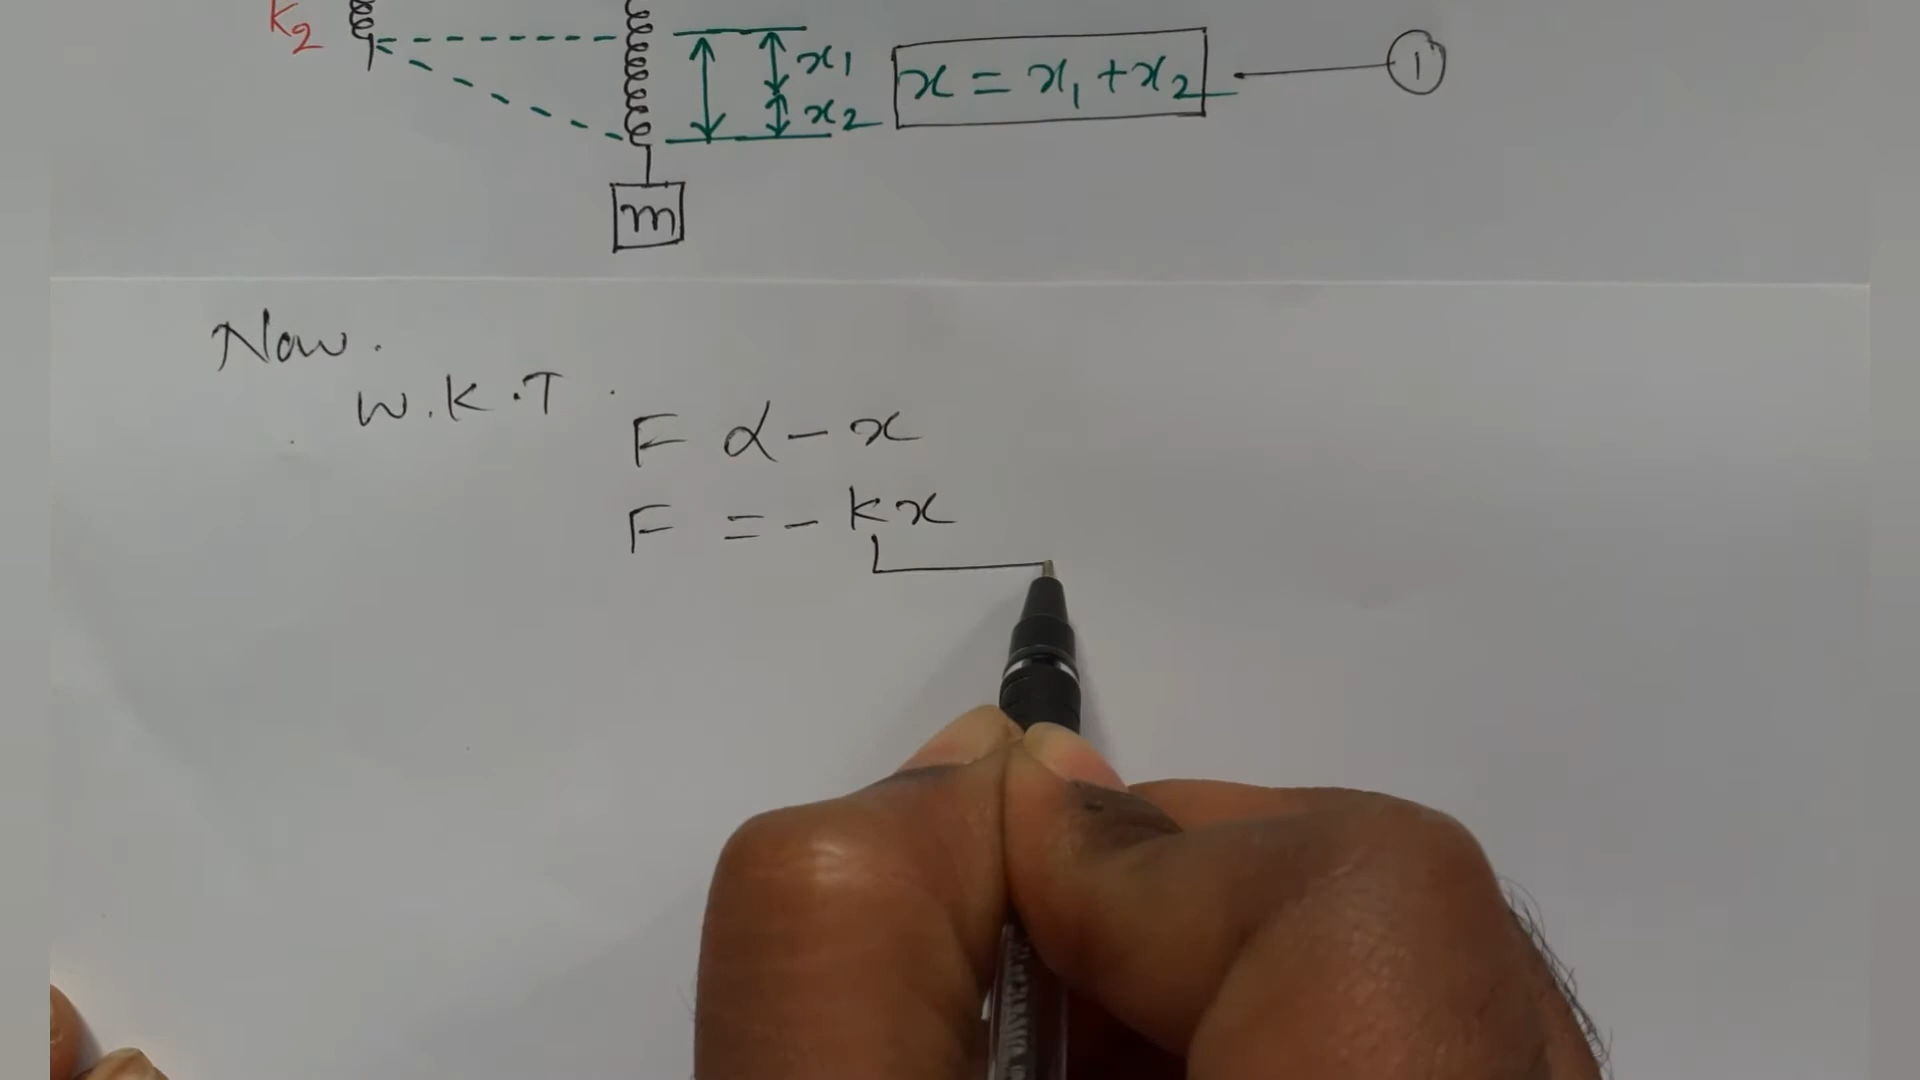 K2
x1
x2
x = x1 + x2
1
m
Now.
W.K.T.
F α - x
F = - kx